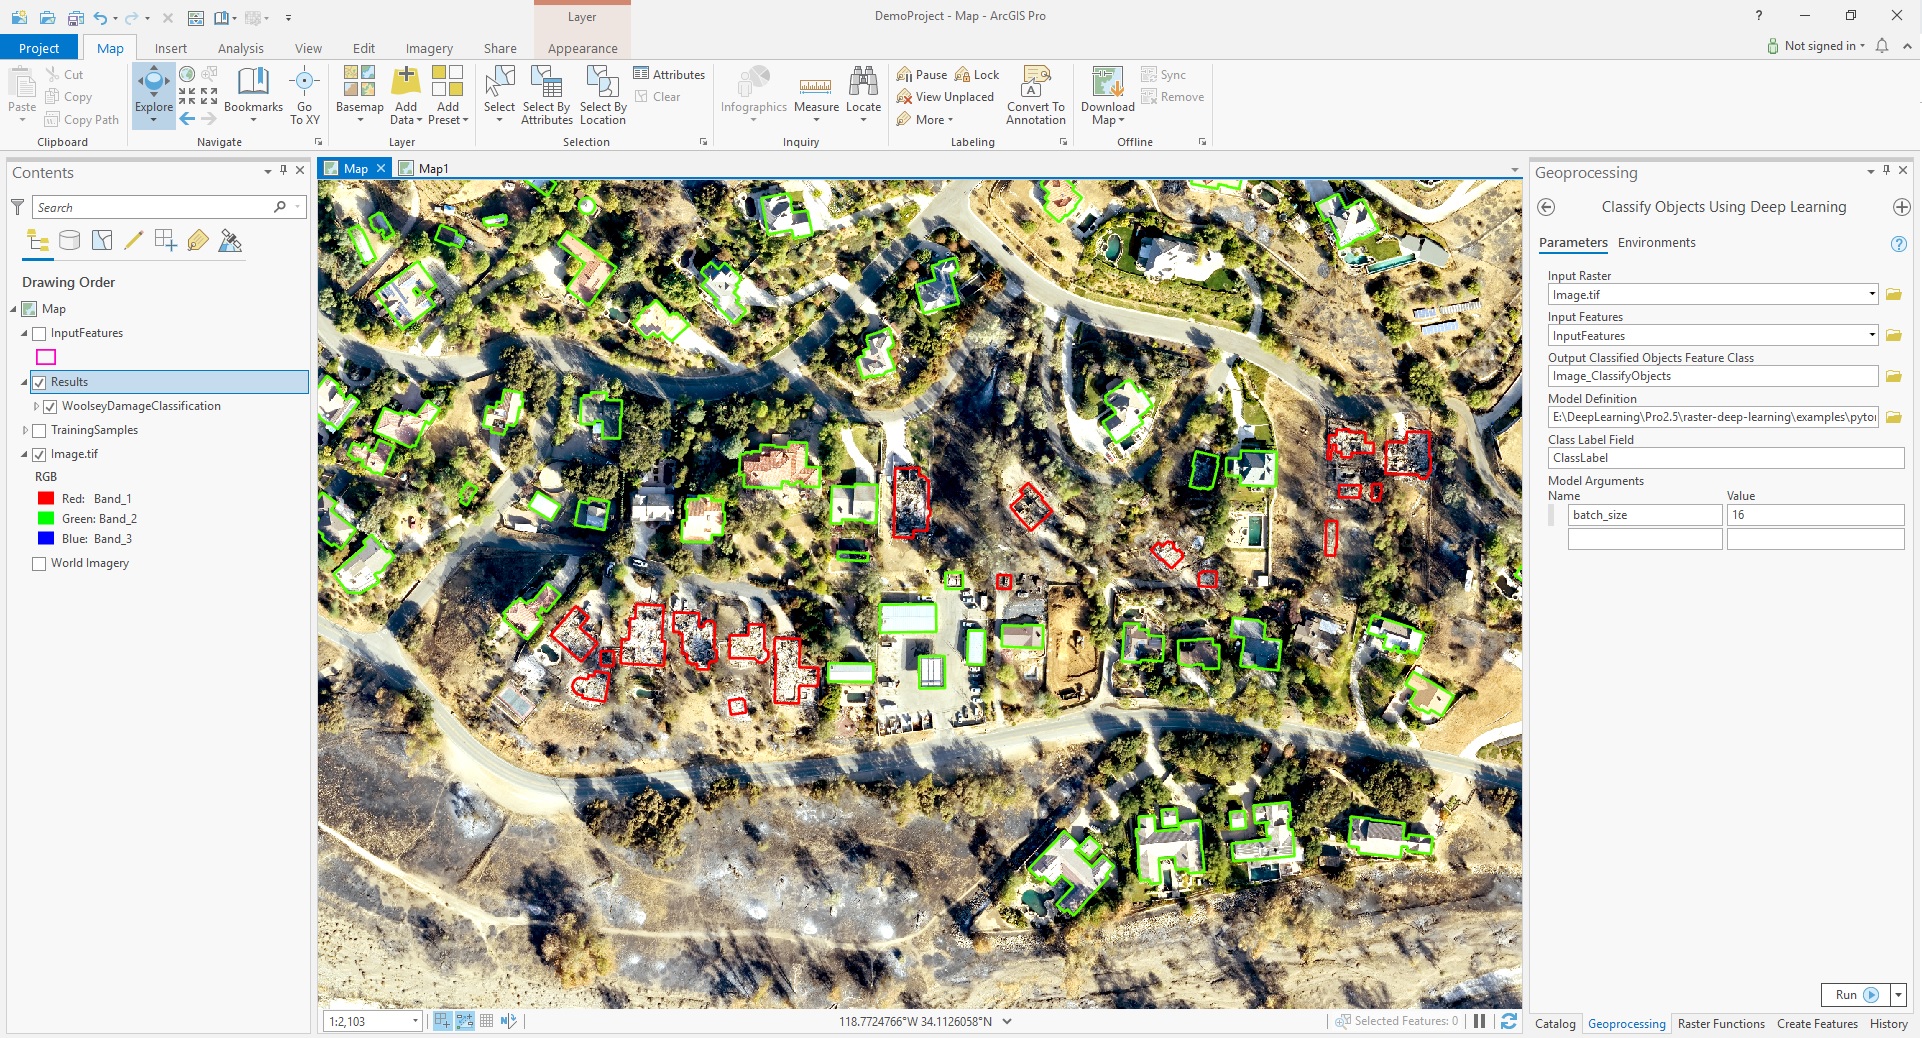 Layer
DemoProject - Map - ArcGIS Pro
?
Project
Map
Insert
Analysis
View
Edit
Imagery
Share
Appearance
Not signed in
Paste
Cut
Copy
Copy Path
Clipboard
Explore
Bookmarks
Go To XY
Navigate
Basemap
Add Data
Add Preset
Layer
Select
Select By Attributes
Select By Location
Attributes
Clear
Selection
Infographics
Measure
Locate
Inquiry
Pause
Lock
View Unplaced
More
Convert To Annotation
Labeling
Download Map
Sync
Remove
Offline
Contents
Search
Drawing Order
Map
InputFeatures
Results
WoolseyDamageClassification
TrainingSamples
Image.tif
RGB
Red: Band_1
Green: Band_2
Blue: Band_3
World Imagery
Map
Map1
1:2,103
118.7724766°W 34.1126058°N
Selected Features: 0
Geoprocessing
Classify Objects Using Deep Learning
Parameters
Environments
Input Raster
Image.tif
Input Features
InputFeatures
Output Classified Objects Feature Class
Image_ClassifyObjects
Model Definition
E:\DeepLearning\Pro2.5\raster-deep-learning\examples\pytor
Class Label Field
ClassLabel
Model Arguments
Name
Value
batch_size
16
Run
Catalog
Geoprocessing
Raster Functions
Create Features
History